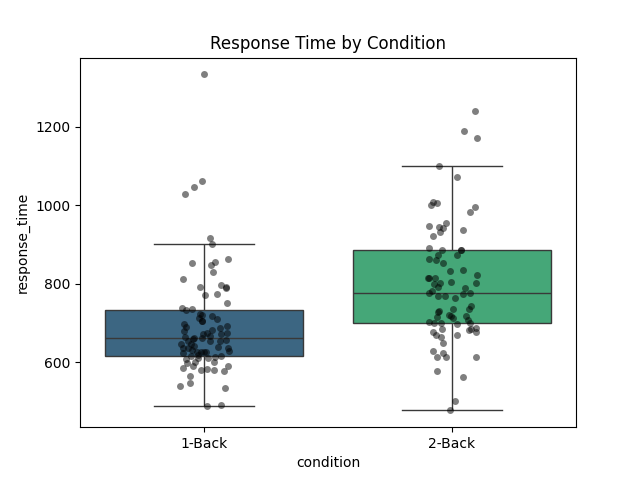 Response Time by Condition
response_time
1200
1000
800
600
1-Back
2-Back
condition